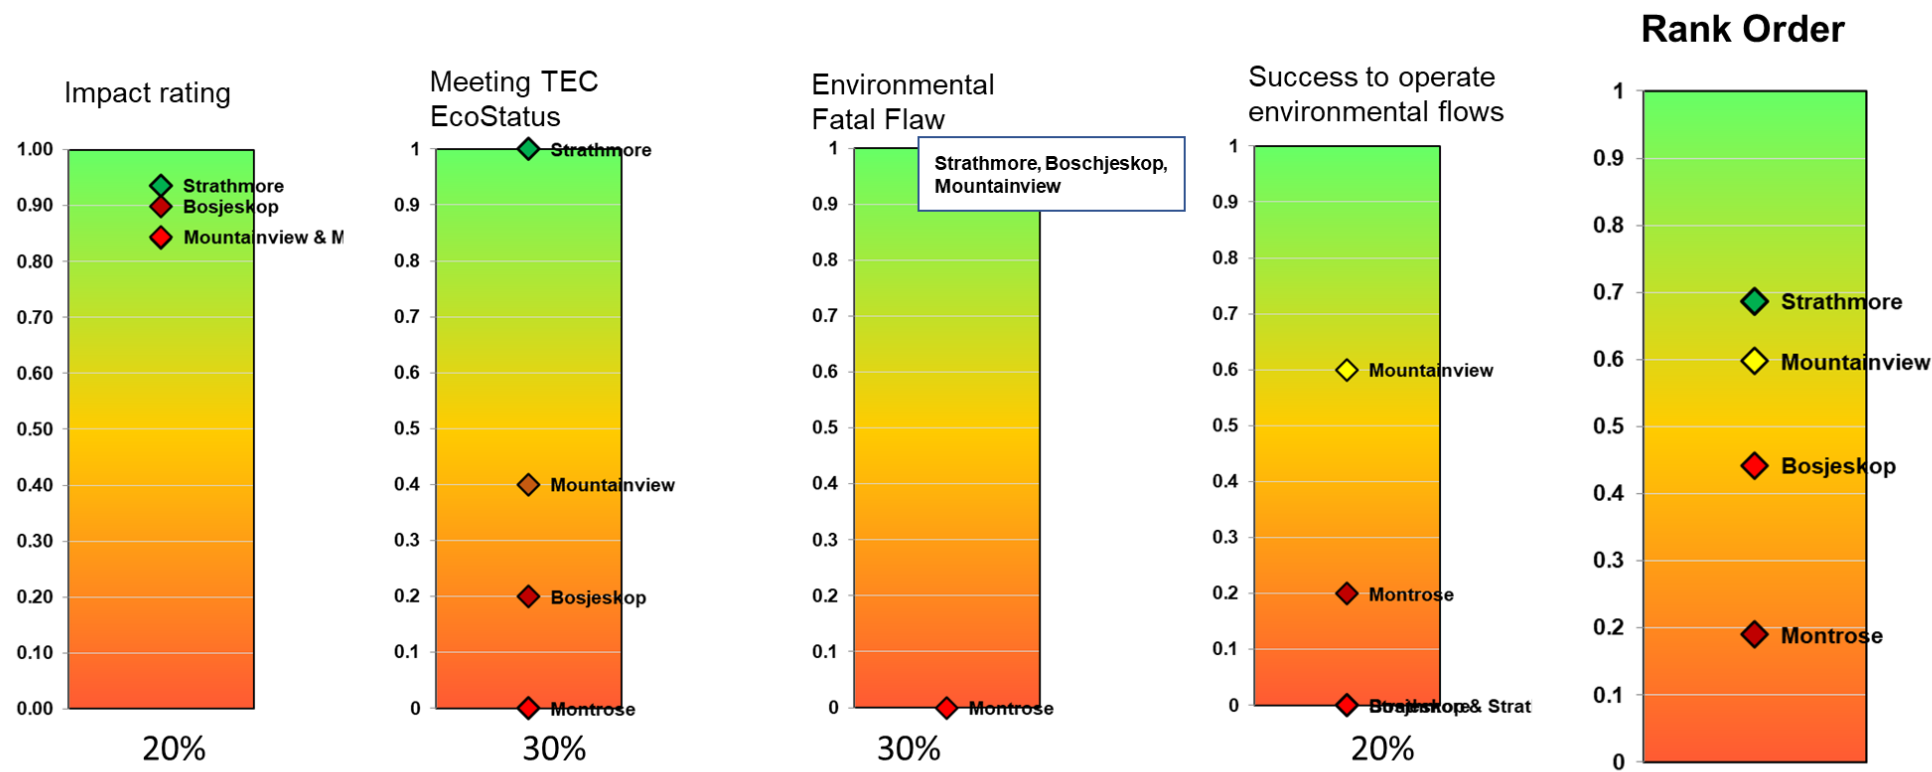 Rank Order
Impact rating
Meeting TEC
EcoStatus
Environmental
Fatal Flaw
Success to operate
environmental flows
1.00
0.90
0.80
0.70
0.60
0.50
0.40
0.30
0.20
0.10
0.00
Strathmore
Bosjeskop
Mountainview & M
20%
1
0.9
0.8
0.7
0.6
0.5
0.4
0.3
0.2
0.1
0
Strathmore
Mountainview
Bosjeskop
Montrose
30%
1
0.9
0.8
0.7
0.6
0.5
0.4
0.3
0.2
0.1
0
Strathmore, Boschjeskop,
Mountainview
Montrose
30%
1
0.9
0.8
0.7
0.6
0.5
0.4
0.3
0.2
0.1
0
Mountainview
Montrose
& Strat
20%
1
0.9
0.8
0.7
0.6
0.5
0.4
0.3
0.2
0.1
0
Strathmore
Mountainview
Bosjeskop
Montrose